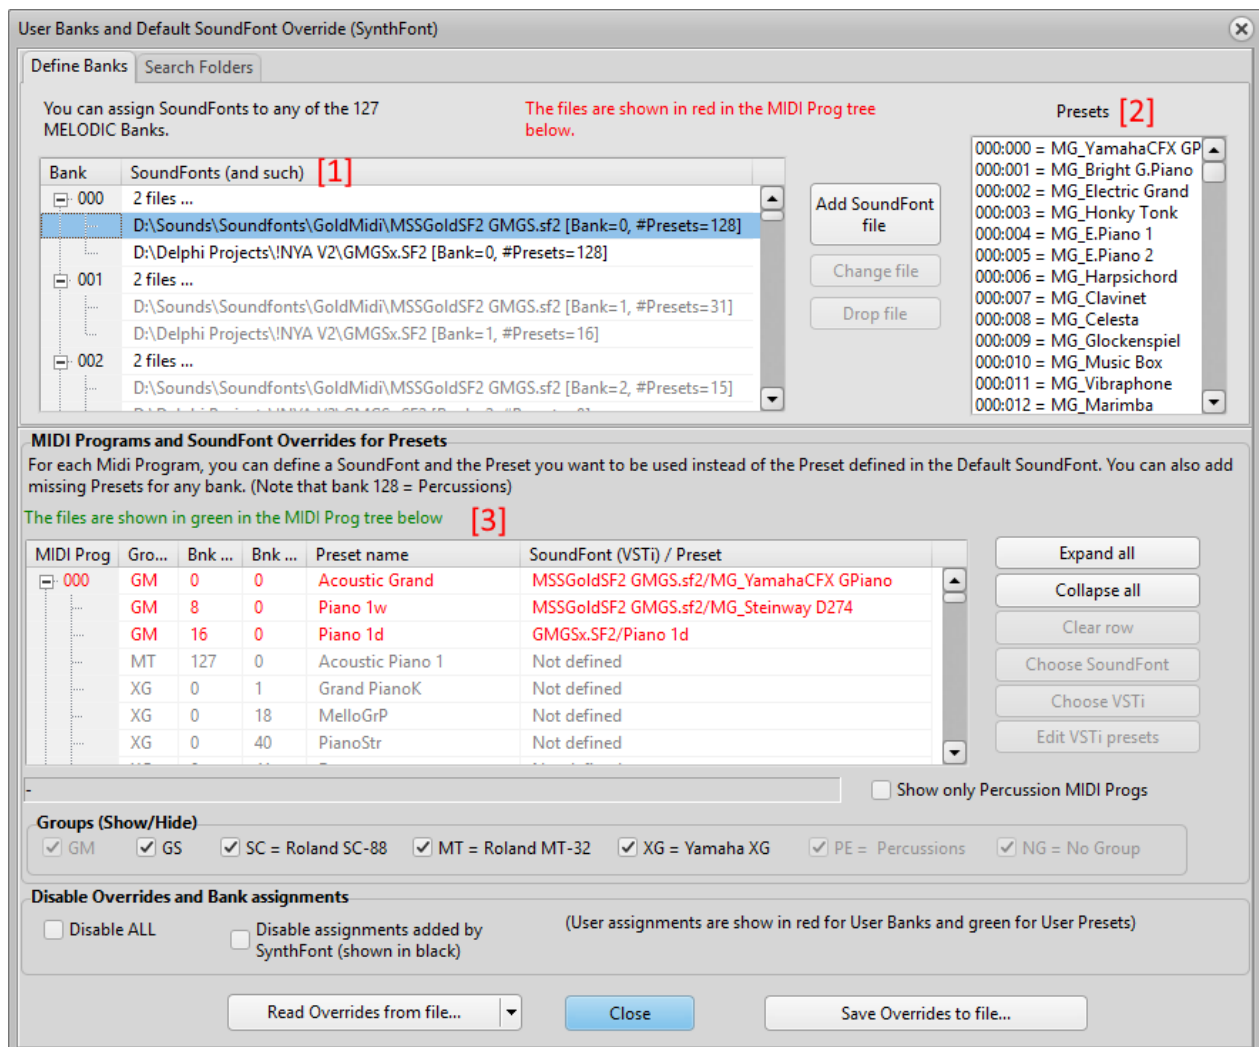 User Banks and Default SoundFont Override (SynthFont)
Define Banks
Search Folders
You can assign SoundFonts to any of the 127
MELODIC Banks.
The files are shown in red in the MIDI Prog tree
below.
Presets [2]
Bank SoundFonts (and such) [1]
000 2 files ...
D:\Sounds\Soundfonts\GoldMidi\MSSGoldSF2 GMGS.sf2 [Bank=0, #Presets=128]
D:\Delphi Projects\!NYA V2\GMGSx.SF2 [Bank=0, #Presets=128]
001 2 files ...
D:\Sounds\Soundfonts\GoldMidi\MSSGoldSF2 GMGS.sf2 [Bank=1, #Presets=31]
D:\Delphi Projects\!NYA V2\GMGSx.SF2 [Bank=1, #Presets=16]
002 2 files ...
D:\Sounds\Soundfonts\GoldMidi\MSSGoldSF2 GMGS.sf2 [Bank=2, #Presets=15]
Add SoundFont
file
Change file
Drop file
000:000 = MG_YamahaCFX GP
000:001 = MG_Bright G.Piano
000:002 = MG_Electric Grand
000:003 = MG_Honky Tonk
000:004 = MG_E.Piano 1
000:005 = MG_E.Piano 2
000:006 = MG_Harpsichord
000:007 = MG_Clavinet
000:008 = MG_Celesta
000:009 = MG_Glockenspiel
000:010 = MG_Music Box
000:011 = MG_Vibraphone
000:012 = MG_Marimba
MIDI Programs and SoundFont Overrides for Presets
For each Midi Program, you can define a SoundFont and the Preset you want to be used instead of the Preset defined in the Default SoundFont. You can also add
missing Presets for any bank. (Note that bank 128 = Percussions)
The files are shown in green in the MIDI Prog tree below [3]
MIDI Prog Gro... Bnk ... Bnk ... Preset name SoundFont (VSTi) / Preset
000 GM 0 0 Acoustic Grand MSSGoldSF2 GMGS.sf2/MG_YamahaCFX GPiano
GM 8 0 Piano 1w MSSGoldSF2 GMGS.sf2/MG_Steinway D274
GM 16 0 Piano 1d GMGSx.SF2/Piano 1d
MT 127 0 Acoustic Piano 1 Not defined
XG 0 1 Grand PianoK Not defined
XG 0 18 MelloGrP Not defined
XG 0 40 PianoStr Not defined
Expand all
Collapse all
Clear row
Choose SoundFont
Choose VSTi
Edit VSTi presets
-
Show only Percussion MIDI Progs
Groups (Show/Hide)
GM GS SC = Roland SC-88 MT = Roland MT-32 XG = Yamaha XG PE = Percussions NG = No Group
Disable Overrides and Bank assignments
Disable ALL
Disable assignments added by
SynthFont (shown in black)
(User assignments are show in red for User Banks and green for User Presets)
Read Overrides from file...
Close
Save Overrides to file...